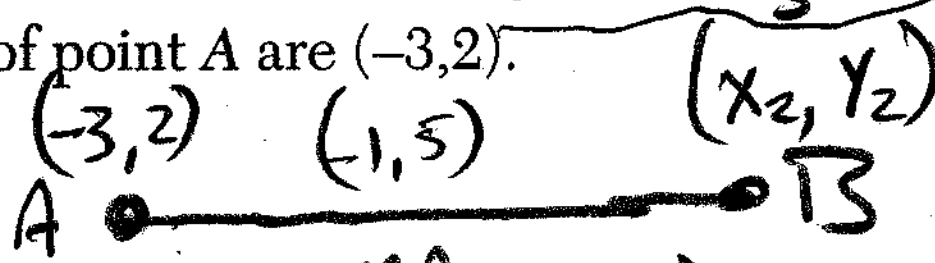 of point A are (–3,2).
(-3,2) (-1,5) (x₂, y₂)
A B